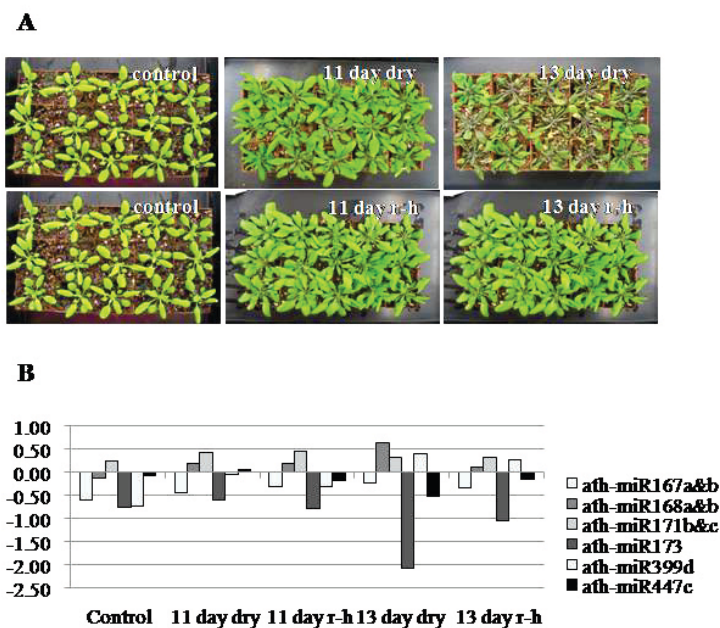 A
control
11 day dry
13 day dry
control
11 day r-h
13 day r-h
B
1.00
0.50
0.00
-0.50
-1.00
-1.50
-2.00
-2.50
Control 11 day dry 11 day r-h 13 day dry 13 day r-h
ath-miR167a&b
ath-miR168a&b
ath-miR171b&c
ath-miR173
ath-miR399d
ath-miR447c